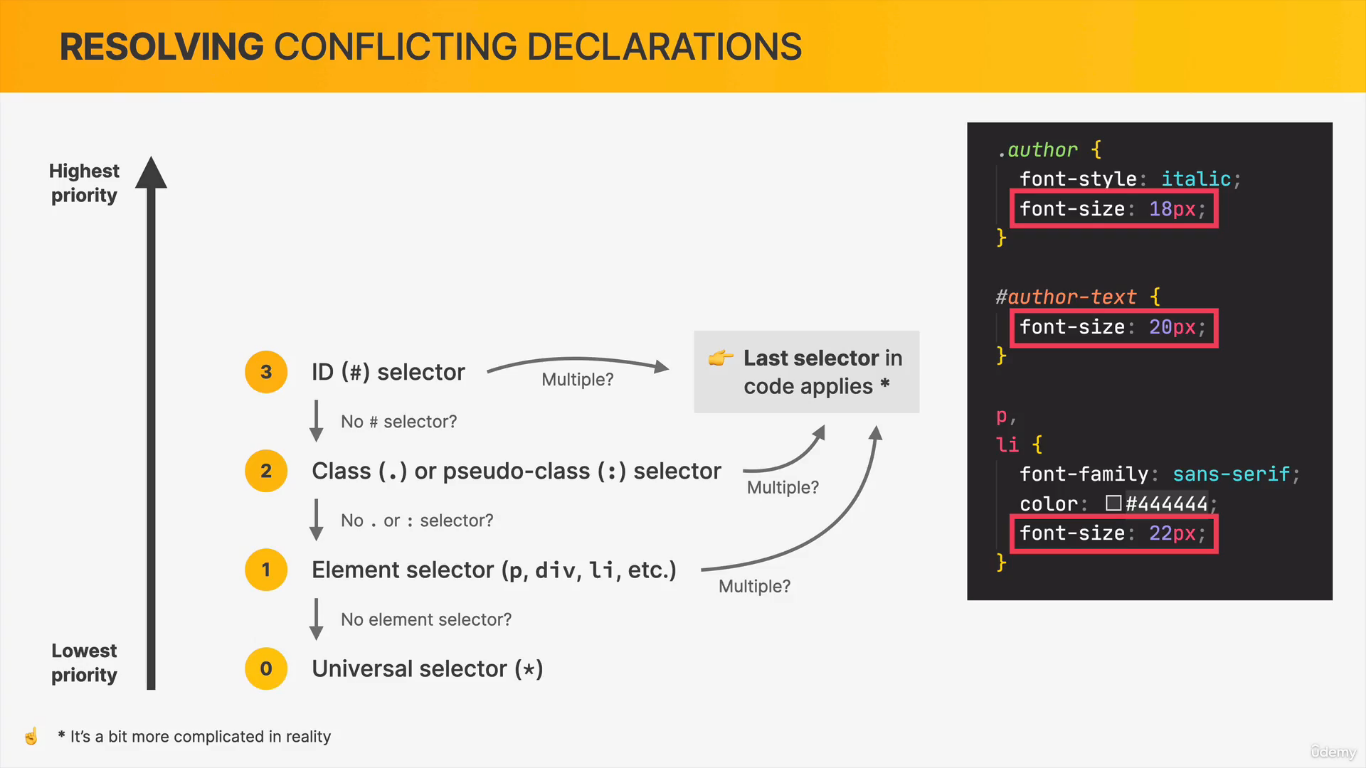 RESOLVING CONFLICTING DECLARATIONS
Highest
priority
3
ID (#) selector
Multiple?
Last selector in
code applies *
No # selector?
2
Class (.) or pseudo-class (:) selector
Multiple?
No . or : selector?
1
Element selector (p, div, li, etc.)
Multiple?
No element selector?
Lowest
priority
0
Universal selector (*)
* It's a bit more complicated in reality
.author {
font-style: italic;
font-size: 18px;
}
#author-text {
font-size: 20px;
}
p,
li {
font-family: sans-serif;
color: #444444;
font-size: 22px;
}
ûdemy